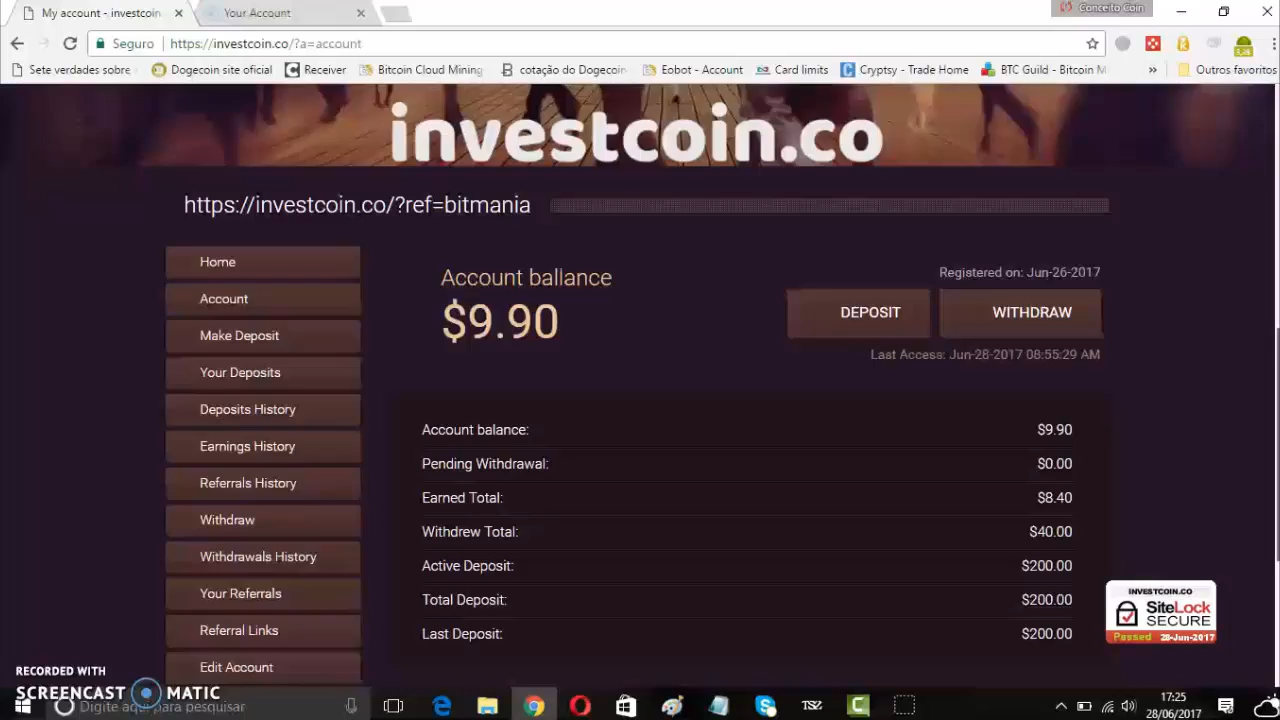 My account - investcoin
Your Account
Conceito Coin
Seguro
https://investcoin.co/?a=account
Sete verdades sobre
Dogecoin site oficial
Receiver
Bitcoin Cloud Mining
cotação do Dogecoin
Eobot - Account
Card limits
Cryptsy - Trade Home
BTC Guild - Bitcoin M
»
Outros favoritos
investcoin.co
https://investcoin.co/?ref=bitmania
Home
Account
Make Deposit
Your Deposits
Deposits History
Earnings History
Referrals History
Withdraw
Withdrawals History
Your Referrals
Referral Links
Edit Account
Account ballance
$9.90
Registered on: Jun-26-2017
DEPOSIT
WITHDRAW
Last Access: Jun-28-2017 08:55:29 AM
Account balance: $9.90
Pending Withdrawal: $0.00
Earned Total: $8.40
Withdrew Total: $40.00
Active Deposit: $200.00
Total Deposit: $200.00
Last Deposit: $200.00
INVESTCOIN.CO
SiteLock
SECURE
Passed 28-Jun-2017
RECORDED WITH
SCREENCAST MATIC
Digite aqui para pesquisar
17:25
28/06/2017